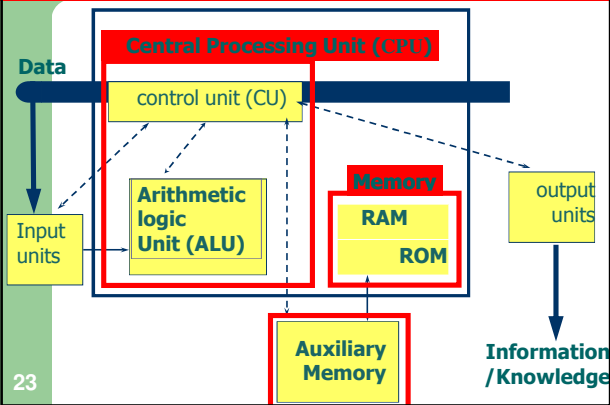 Central Processing Unit (CPU)
Data
control unit (CU)
Memory
Arithmetic
logic
Unit (ALU)
RAM
ROM
output
units
Input
units
Auxiliary
Memory
Information
/Knowledge
23